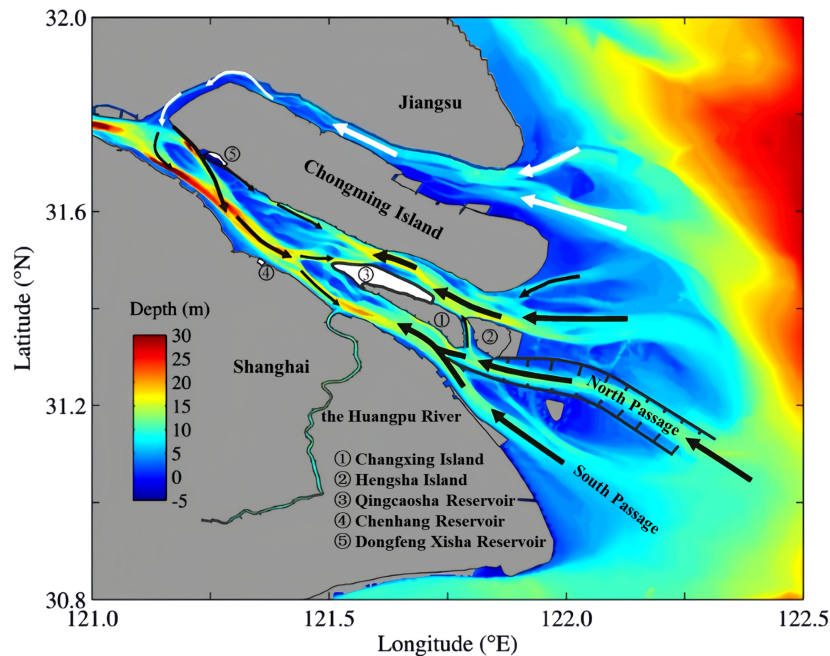 32.0
31.6
31.2
30.8
121.0
121.5
122.0
122.5
Latitude (°N)
Longitude (°E)
Depth (m)
30
25
20
15
10
5
0
-5
Jiangsu
Chongming Island
⑤
④
③
①
②
Shanghai
the Huangpu River
North Passage
South Passage
① Changxing Island
② Hengsha Island
③ Qingcaosha Reservoir
④ Chenhang Reservoir
⑤ Dongfeng Xisha Reservoir